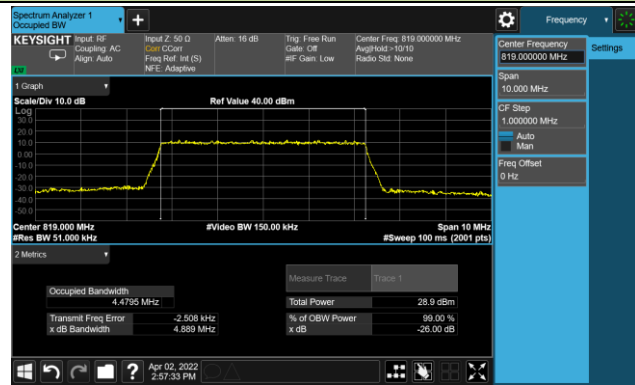 Spectrum Analyzer 1
Occupied BW
+
Frequency
KEYSIGHT
Input: RF
Coupling: AC
Align: Auto
Input Z: 50 Ω
Corr CCorr
Freq Ref: Int (S)
NFE: Adaptive
Atten: 16 dB
Trig: Free Run
Gate: Off
#IF Gain: Low
Center Freq: 819.000000 MHz
Avg|Hold:>10/10
Radio Std: None
Center Frequency
819.000000 MHz
Settings
Span
10.000 MHz
CF Step
1.000000 MHz
Auto
Man
Freq Offset
0 Hz
1 Graph
Scale/Div 10.0 dB
Ref Value 40.00 dBm
Log
30.0
20.0
10.0
0.00
-10.0
-20.0
-30.0
-40.0
-50.0
Center 819.000 MHz
#Video BW 150.00 kHz
Span 10 MHz
#Res BW 51.000 kHz
#Sweep 100 ms (2001 pts)
2 Metrics
Measure Trace
Trace 1
Occupied Bandwidth
4.4795 MHz
Total Power
28.9 dBm
Transmit Freq Error
-2.508 kHz
% of OBW Power
99.00 %
x dB Bandwidth
4.889 MHz
x dB
-26.00 dB
?
Apr 02, 2022
2:57:33 PM